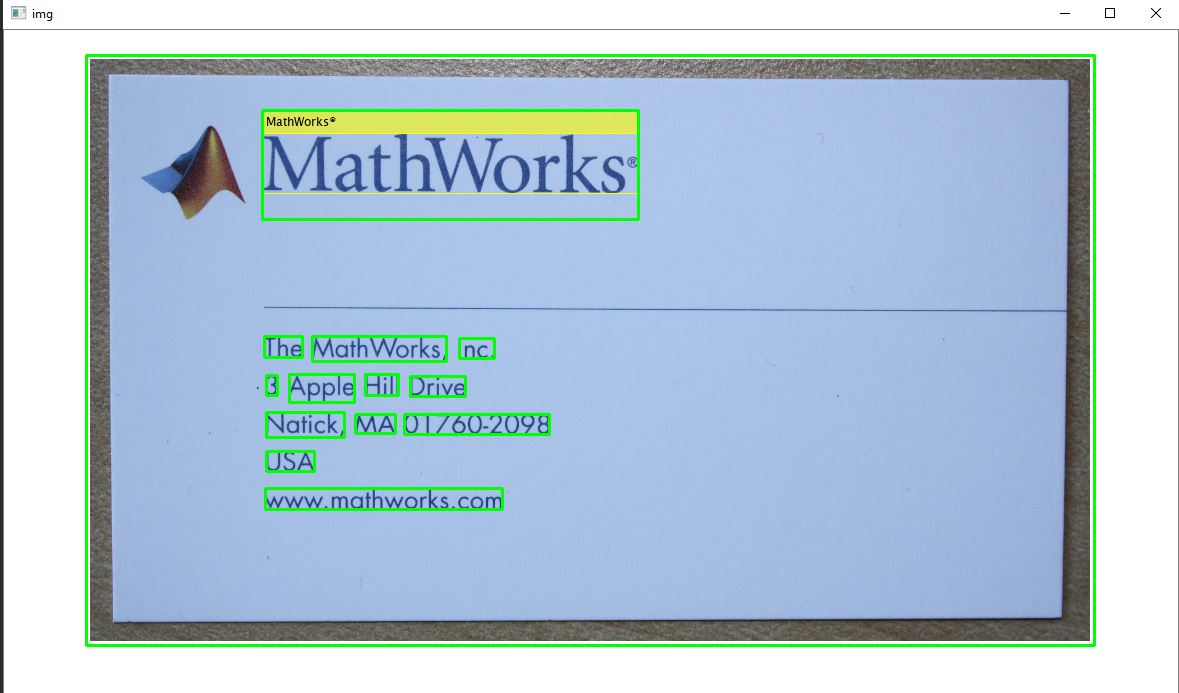 img
MathWorks®
MathWorks®
The MathWorks, Inc.
3 Apple Hill Drive
Natick, MA 01760-2098
USA
www.mathworks.com